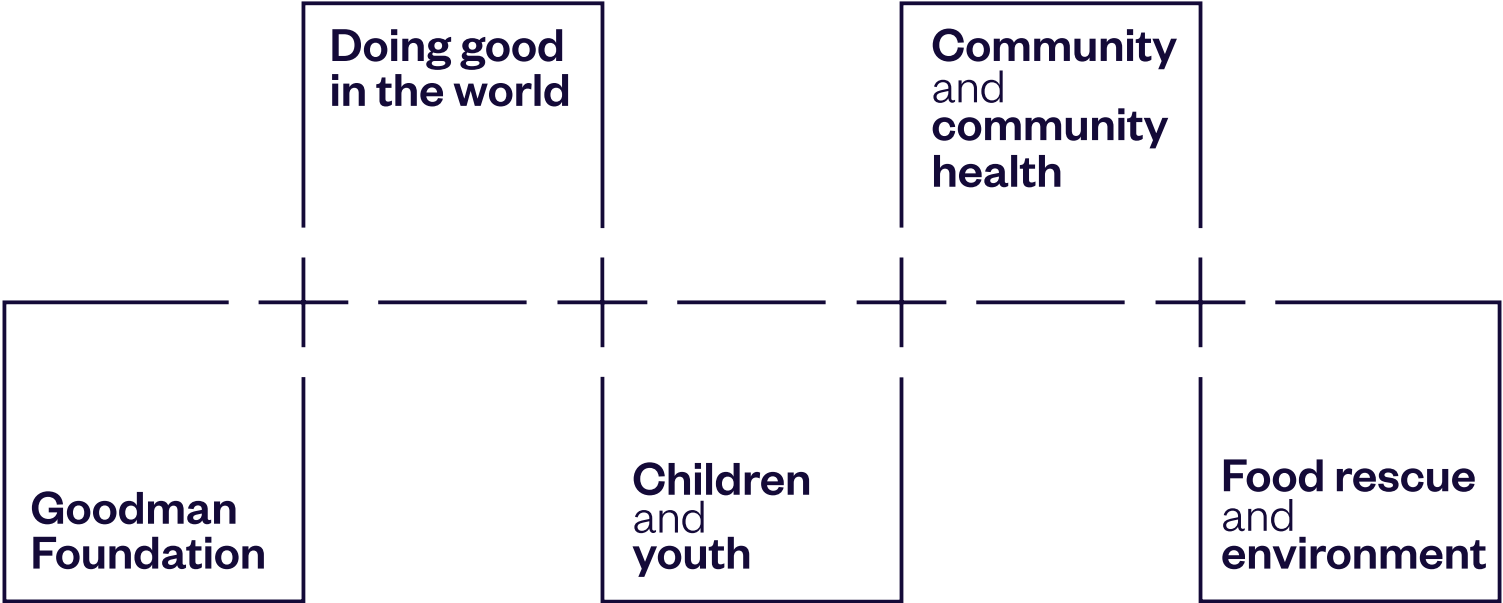 Goodman
Foundation
Doing good
in the world
Children
and
youth
Community
and
community
health
Food rescue
and
environment